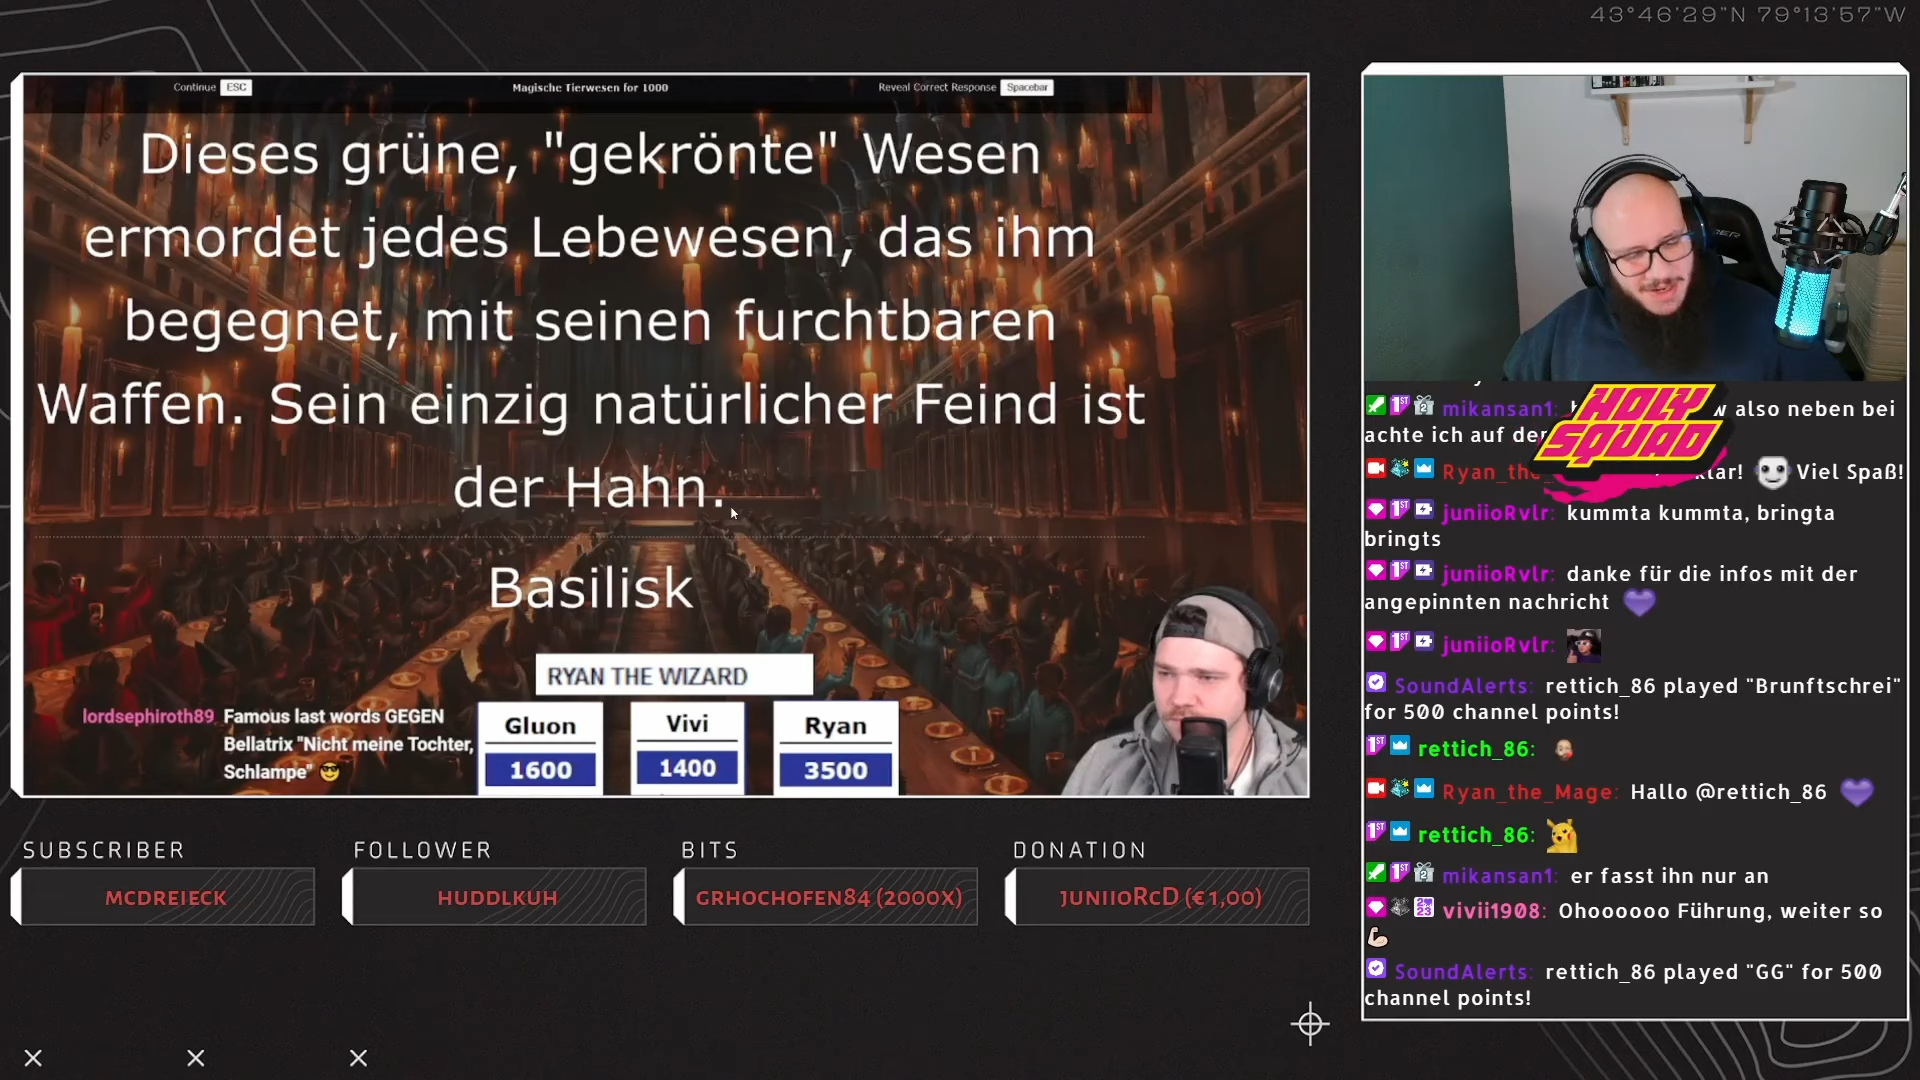 43°46'29"N 79°13'57"W
Continue ESC
Magische Tierwesen for 1000
Reveal Correct Response Spacebar
Dieses grüne, "gekrönte" Wesen
ermordet jedes Lebewesen, das ihm
begegnet, mit seinen furchtbaren
Waffen. Sein einzig natürlicher Feind ist
der Hahn.
Basilisk
RYAN THE WIZARD
lordsephiroth89 Famous last words GEGEN
Bellatrix "Nicht meine Tochter,
Schlampe" 😎
Gluon
1600
Vivi
1400
Ryan
3500
SUBSCRIBER
MCDREIECK
FOLLOWER
HUDDLKUH
BITS
GRHOCHOFEN84 (2000X)
DONATION
JUNIIORCD (€1,00)
HOLY
SQUAD
mikansan1: also neben bei
achte ich auf
Viel Spaß!
juniioRvlr: kummta kummta, bringta
bringts
juniioRvlr: danke für die infos mit der
angepinnten nachricht 💜
juniioRvlr:
SoundAlerts: rettich_86 played "Brunftschrei"
for 500 channel points!
rettich_86:
Ryan_the_Mage: Hallo @rettich_86 💜
rettich_86:
mikansan1: er fasst ihn nur an
vivii1908: Ohoooooo Führung, weiter so
💪🏻
SoundAlerts: rettich_86 played "GG" for 500
channel points!